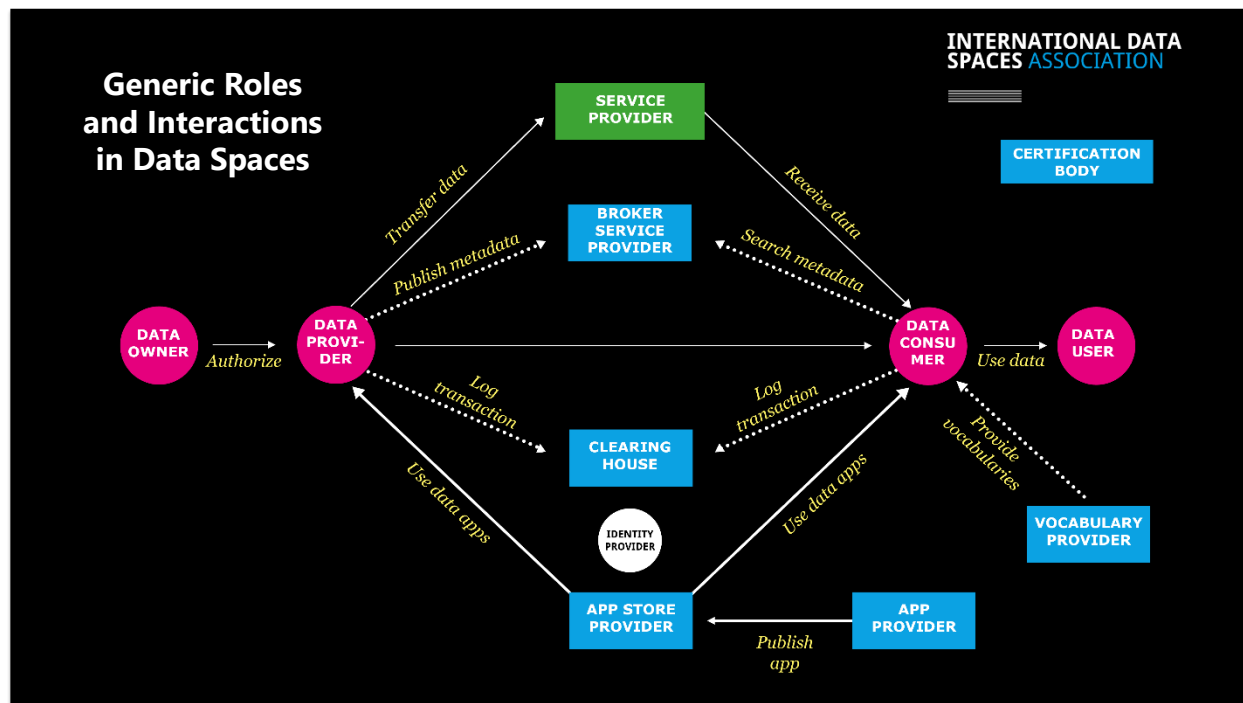 Generic Roles
and Interactions
in Data Spaces
INTERNATIONAL DATA
SPACES ASSOCIATION
SERVICE
PROVIDER
CERTIFICATION
BODY
Transfer data
Receive data
BROKER
SERVICE
PROVIDER
Publish metadata
Search metadata
DATA
OWNER
Authorize
DATA
PROVI-
DER
DATA
CONSU
MER
Use data
DATA
USER
Log
transaction
Log
transaction
CLEARING
HOUSE
Provide
vocabularies
Use data apps
Use data apps
IDENTITY
PROVIDER
VOCABULARY
PROVIDER
APP STORE
PROVIDER
APP
PROVIDER
Publish
app